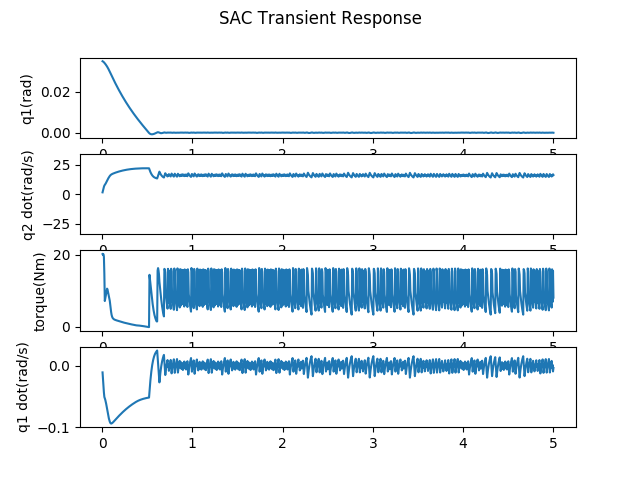 SAC Transient Response
q1(rad)
0.02
0.00
0 1 2 3 4 5
q2 dot(rad/s)
25
0
−25
0 1 2 3 4 5
torque(Nm)
20
0
0 1 2 3 4 5
q1 dot(rad/s)
0.0
−0.1
0 1 2 3 4 5